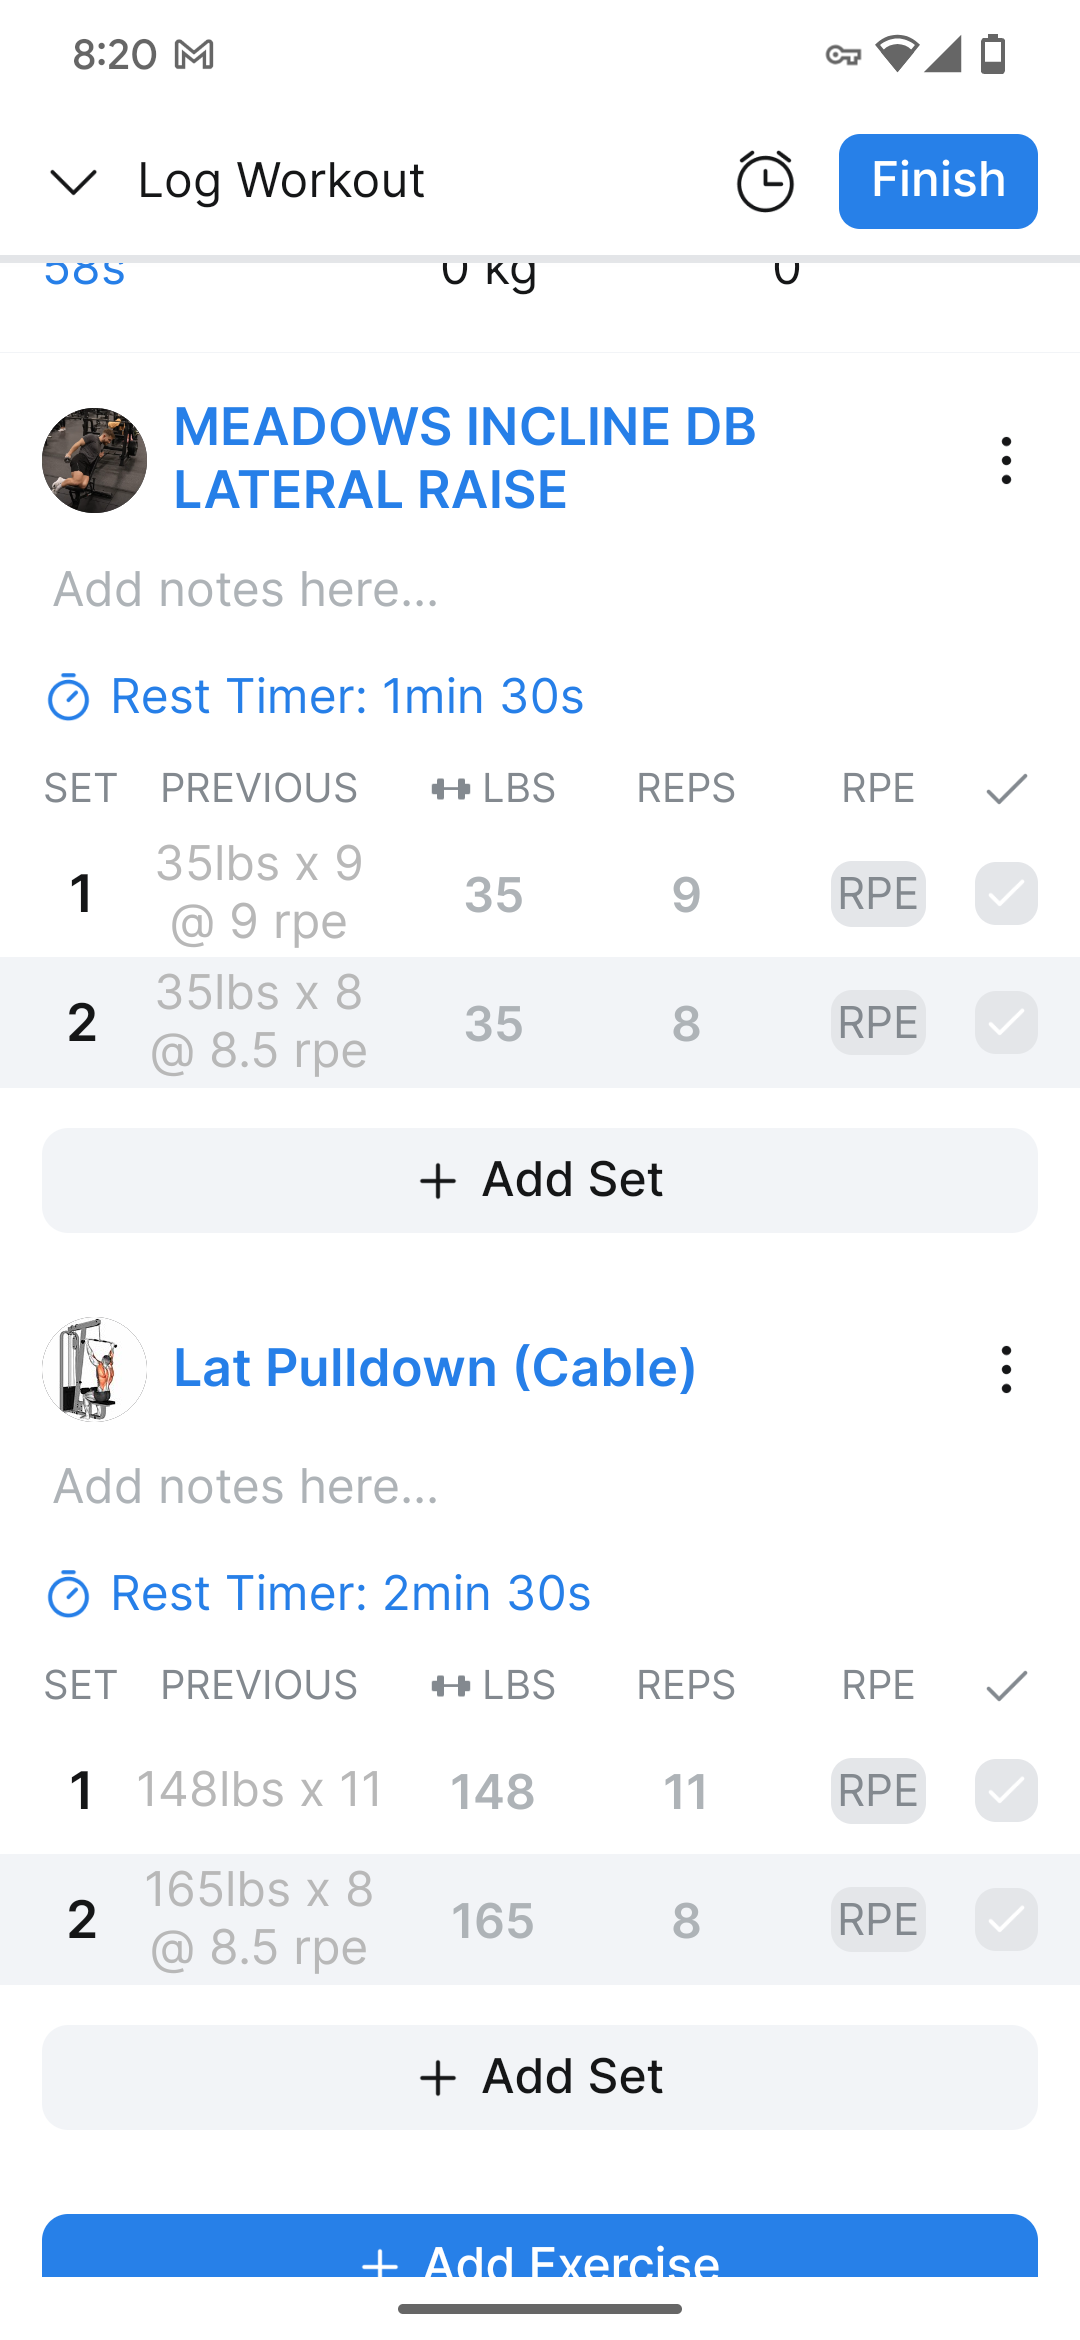 8:20
Log Workout
Finish
58s 0 kg 0
MEADOWS INCLINE DB
LATERAL RAISE
Add notes here...
Rest Timer: 1min 30s
SET PREVIOUS LBS REPS RPE
1 35lbs x 9 @ 9 rpe 35 9 RPE
2 35lbs x 8 @ 8.5 rpe 35 8 RPE
+ Add Set
Lat Pulldown (Cable)
Add notes here...
Rest Timer: 2min 30s
SET PREVIOUS LBS REPS RPE
1 148lbs x 11 148 11 RPE
2 165lbs x 8 @ 8.5 rpe 165 8 RPE
+ Add Set
+ Add Exercise